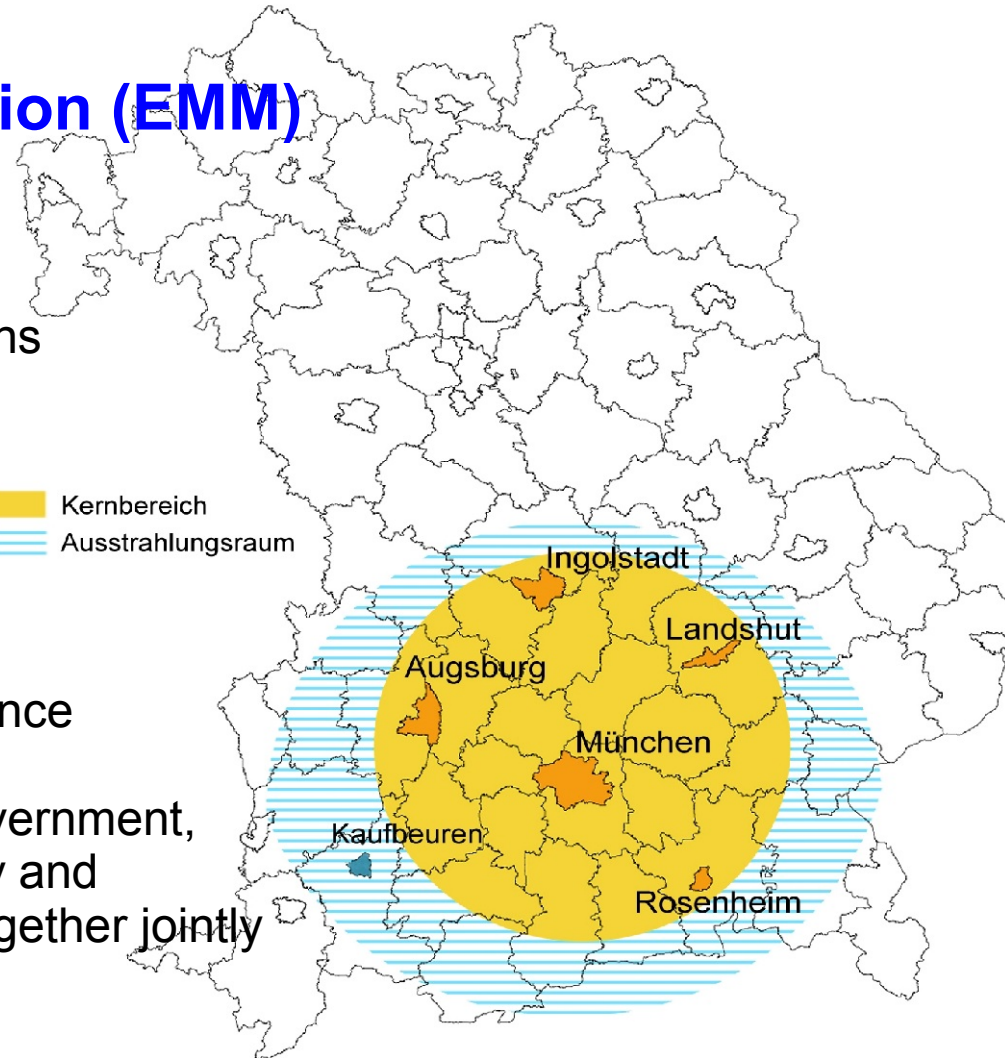 ion (EMM)
ns
Kernbereich
Ausstrahlungsraum
Ingolstadt
Landshut
Augsburg
nce
München
vernment,
Kaufbeuren
y and
Rosenheim
gether jointly